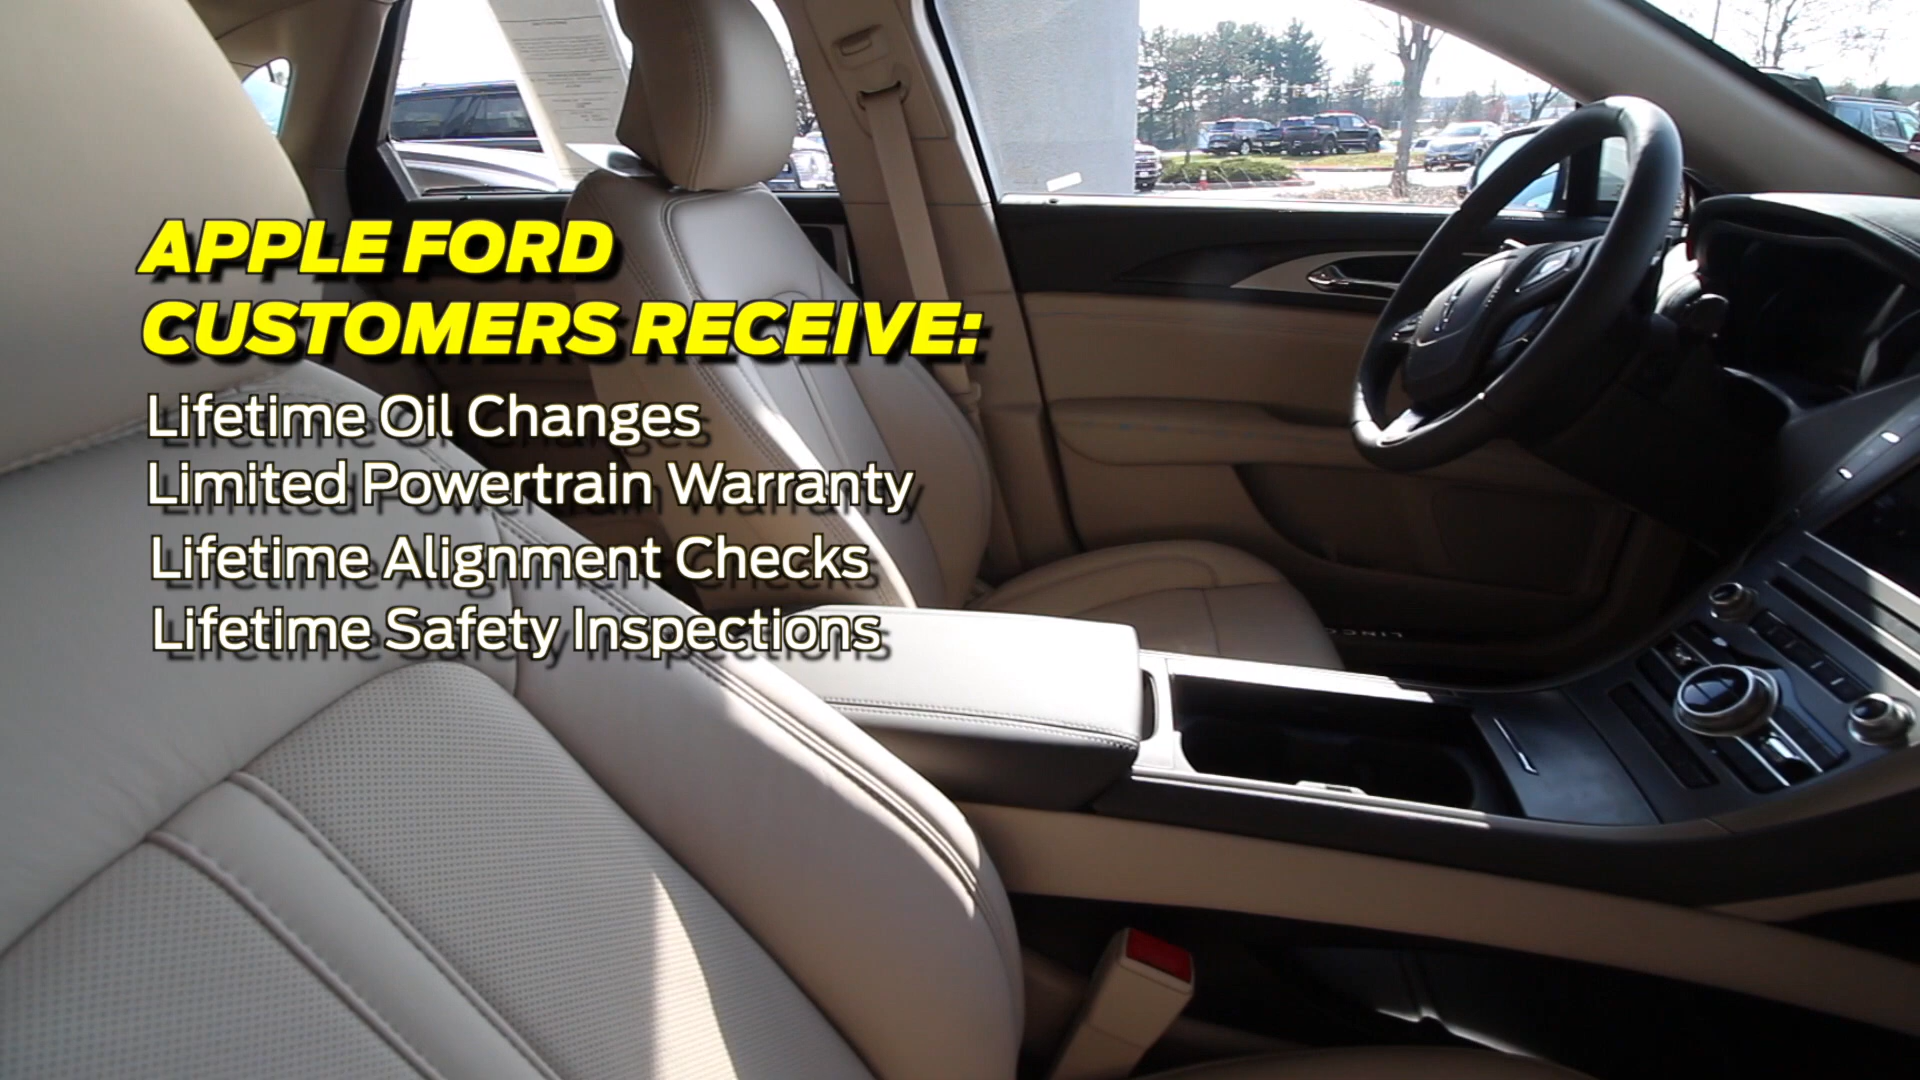 APPLE FORD
CUSTOMERS RECEIVE:
Lifetime Oil Changes
Limited Powertrain Warranty
Lifetime Alignment Checks
Lifetime Safety Inspections